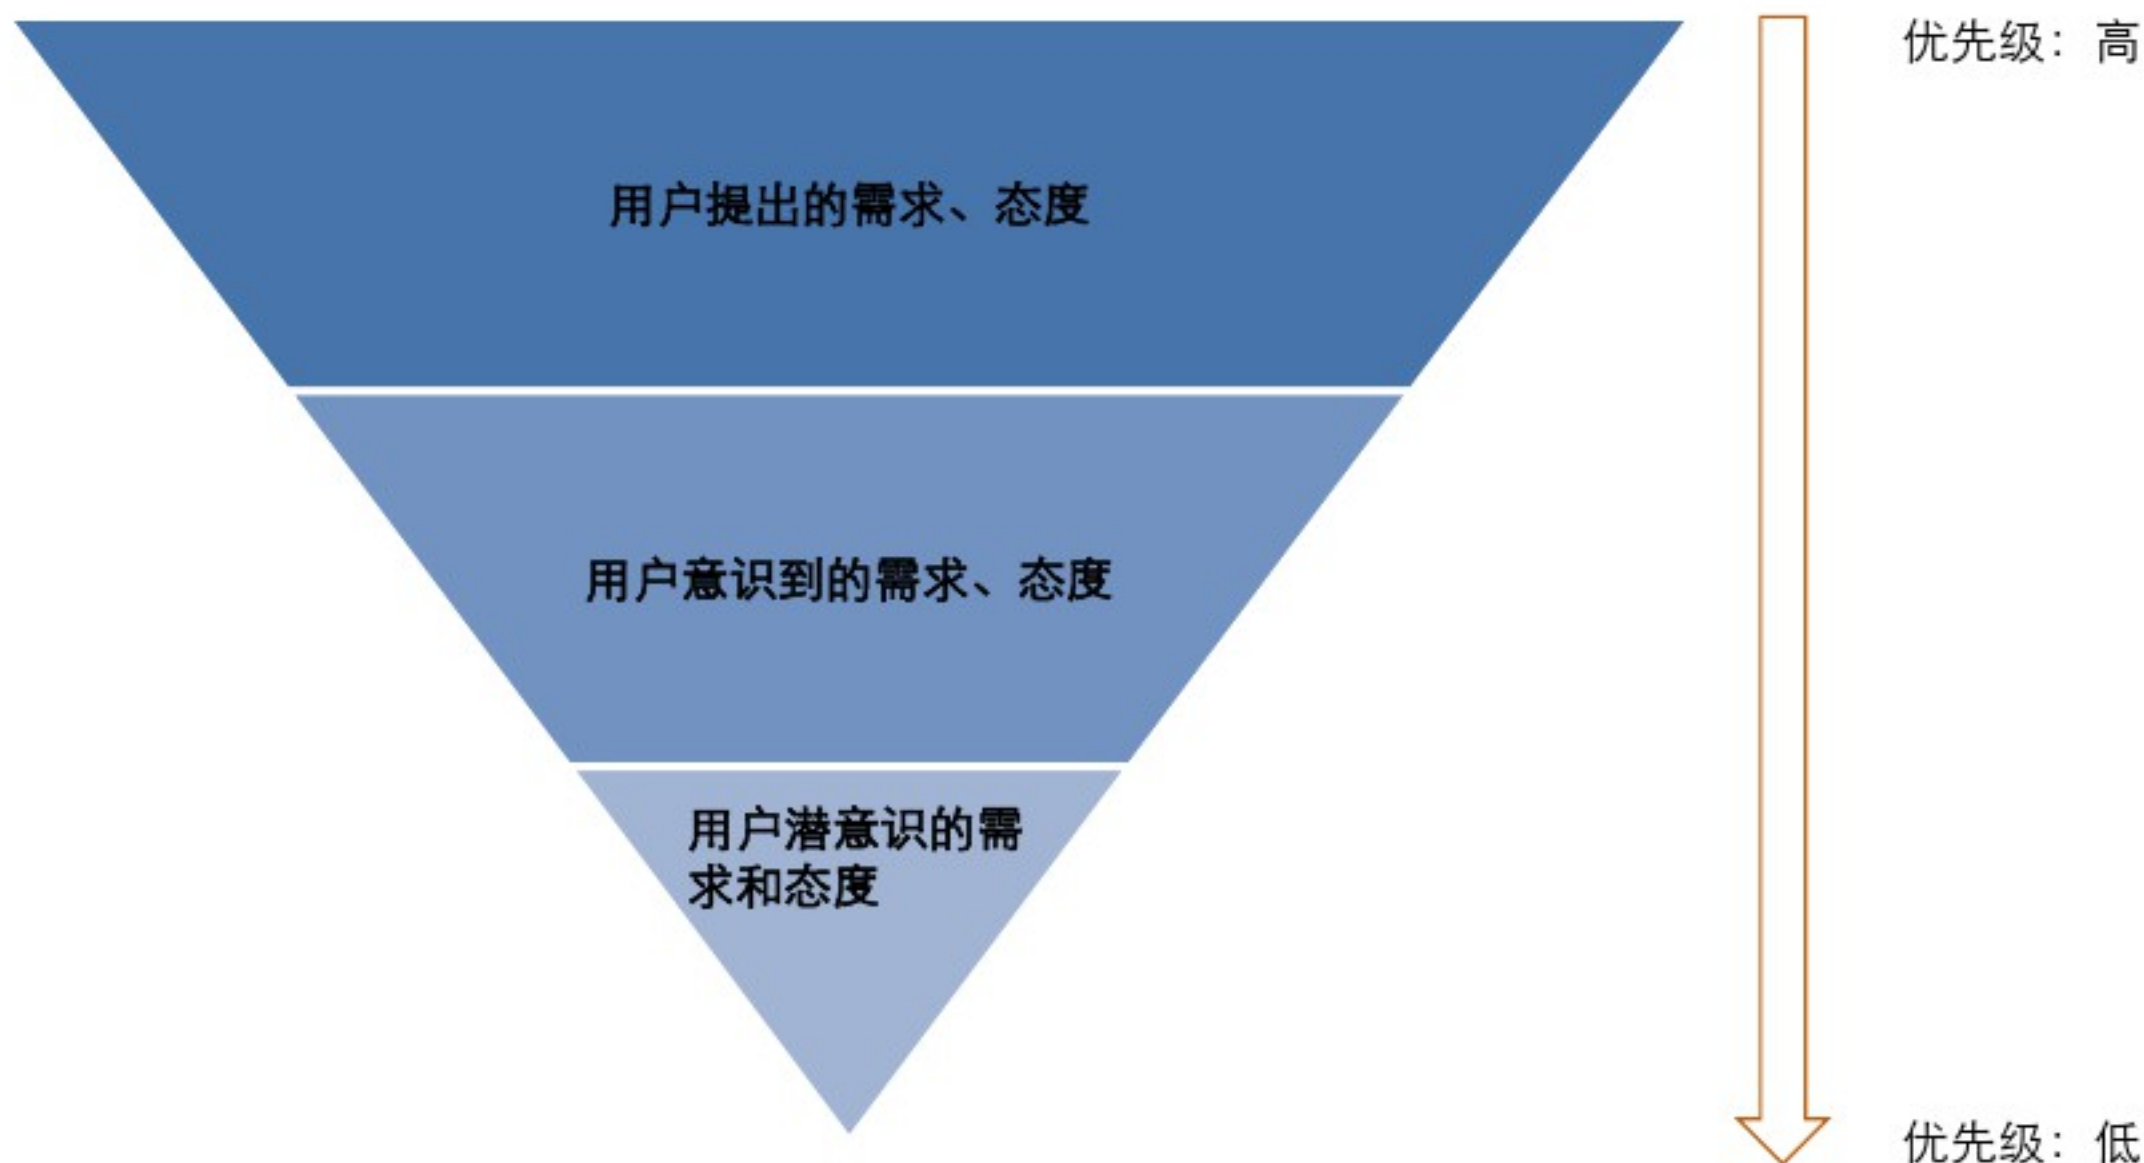 优先级：高
用户提出的需求、态度
用户意识到的需求、态度
用户潜意识的需
求和态度
优先级：低